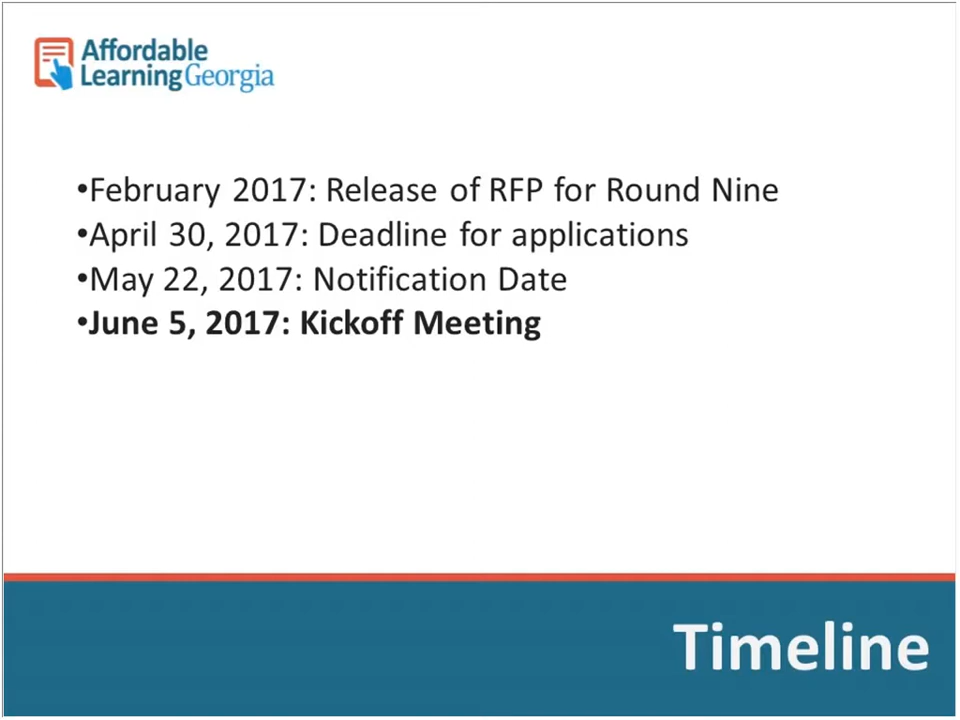 Affordable
Learning Georgia
•February 2017: Release of RFP for Round Nine
•April 30, 2017: Deadline for applications
•May 22, 2017: Notification Date
•June 5, 2017: Kickoff Meeting
Timeline